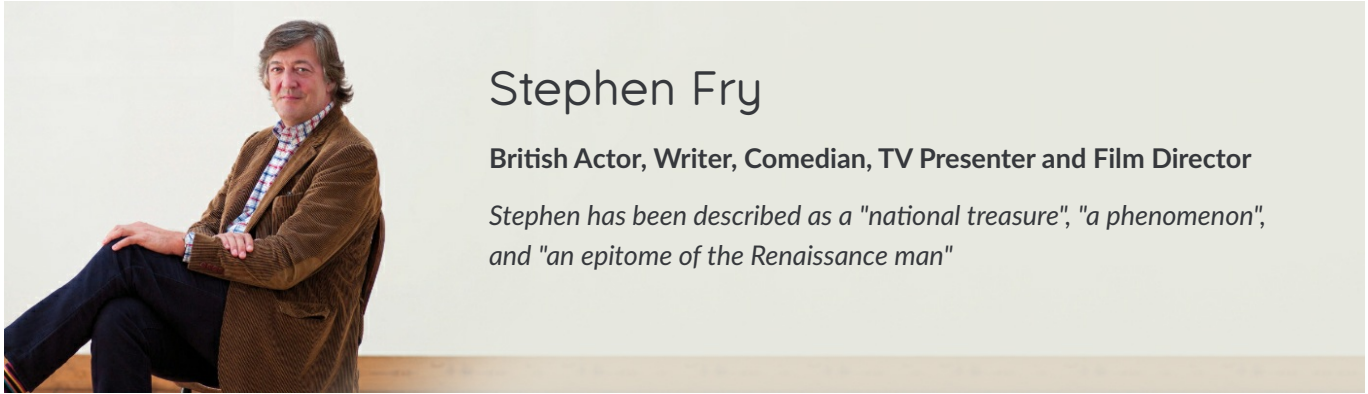 Stephen Fry
British Actor, Writer, Comedian, TV Presenter and Film Director
Stephen has been described as a "national treasure", "a phenomenon",
and "an epitome of the Renaissance man"